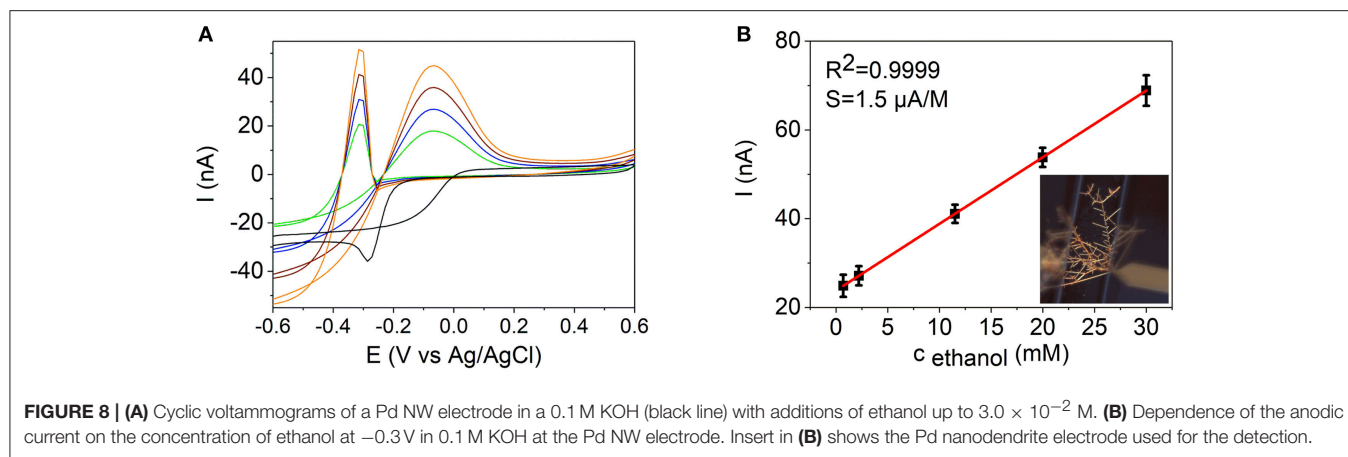 A
40
20
0
-20
-40
I (nA)
-0.6 -0.4 -0.2 0.0 0.2 0.4 0.6
E (V vs Ag/AgCl)
B
80
60
40
20
I (nA)
R²=0.9999
S=1.5 µA/M
0 5 10 15 20 25 30
c ethanol (mM)
FIGURE 8 | (A) Cyclic voltammograms of a Pd NW electrode in a 0.1 M KOH (black line) with additions of ethanol up to 3.0 × 10⁻² M. (B) Dependence of the anodic
current on the concentration of ethanol at −0.3 V in 0.1 M KOH at the Pd NW electrode. Insert in (B) shows the Pd nanodendrite electrode used for the detection.